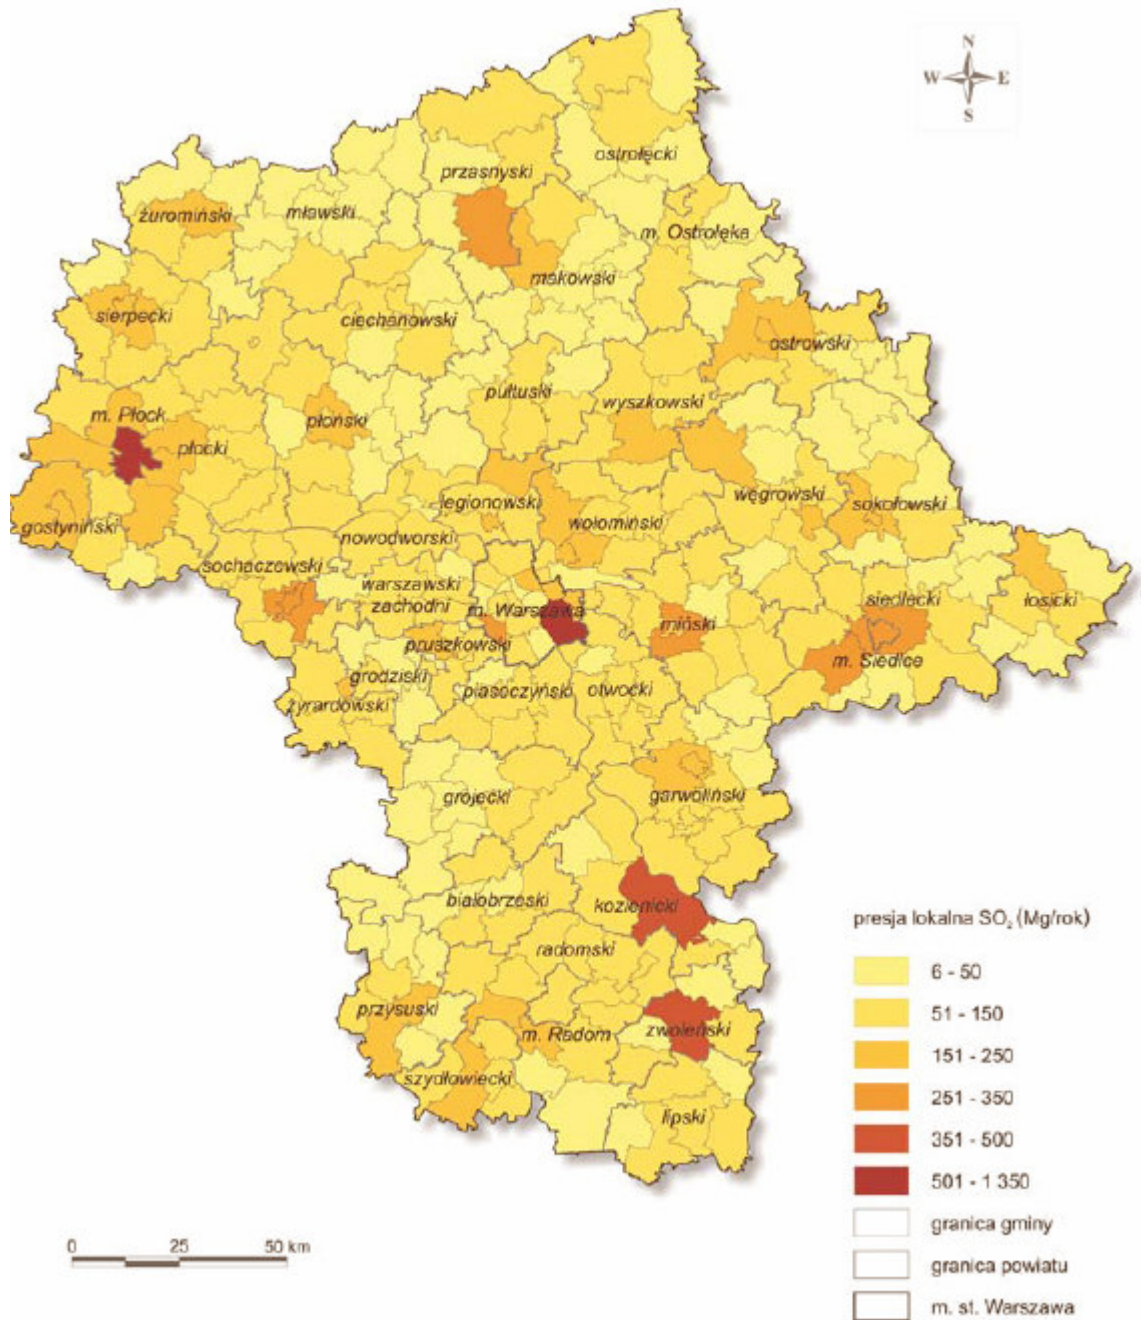 N
W E
S
ostrołęcki
przasnyski
żuromiński
mławski
m. Ostrołęka
makowski
sierpecki
ciechanowski
ostrowski
pułtuski
wyszkowski
m. Płock
płoński
płocki
węgrowski
sokołowski
legionowski
wołomiński
gostyniński
nowodworski
sochaczewski
warszawski
zachodni
m. Warszawa
siedlecki
łosicki
miński
pruszkowski
m. Siedlce
grodziski
piaseczyński
otwocki
żyrardowski
grójecki
garwoliński
białobrzeski
kozienicki
radomski
przysuski
m. Radom
zwoleński
szydłowiecki
lipski
presja lokalna SO₂ (Mg/rok)
6 - 50
51 - 150
151 - 250
251 - 350
351 - 500
501 - 1 350
granica gminy
granica powiatu
m. st. Warszawa
0 25 50 km